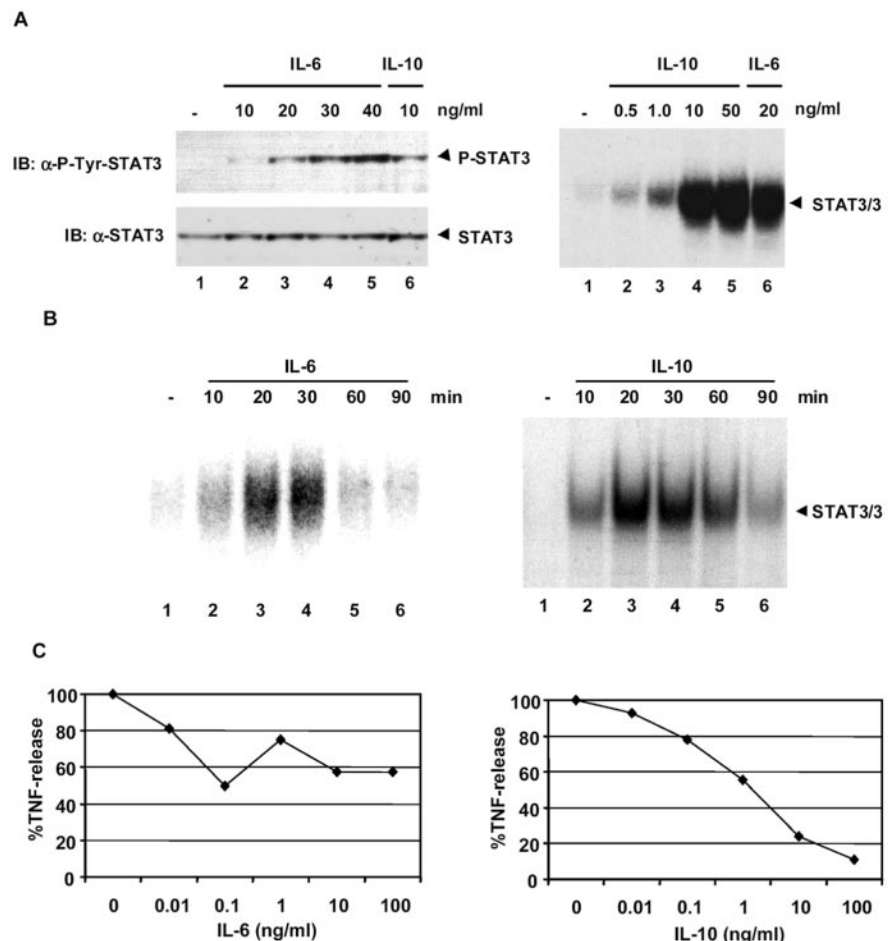 A
IL-6 IL-10
- 10 20 30 40 10 ng/ml
IB: α-P-Tyr-STAT3 P-STAT3
IB: α-STAT3 STAT3
1 2 3 4 5 6
IL-10 IL-6
- 0.5 1.0 10 50 20 ng/ml
STAT3/3
1 2 3 4 5 6
B
IL-6
- 10 20 30 60 90 min
1 2 3 4 5 6
IL-10
- 10 20 30 60 90 min
STAT3/3
1 2 3 4 5 6
C
%TNF-release
100
80
60
40
20
0
0 0.01 0.1 1 10 100
IL-6 (ng/ml)
%TNF-release
100
80
60
40
20
0
0 0.01 0.1 1 10 100
IL-10 (ng/ml)